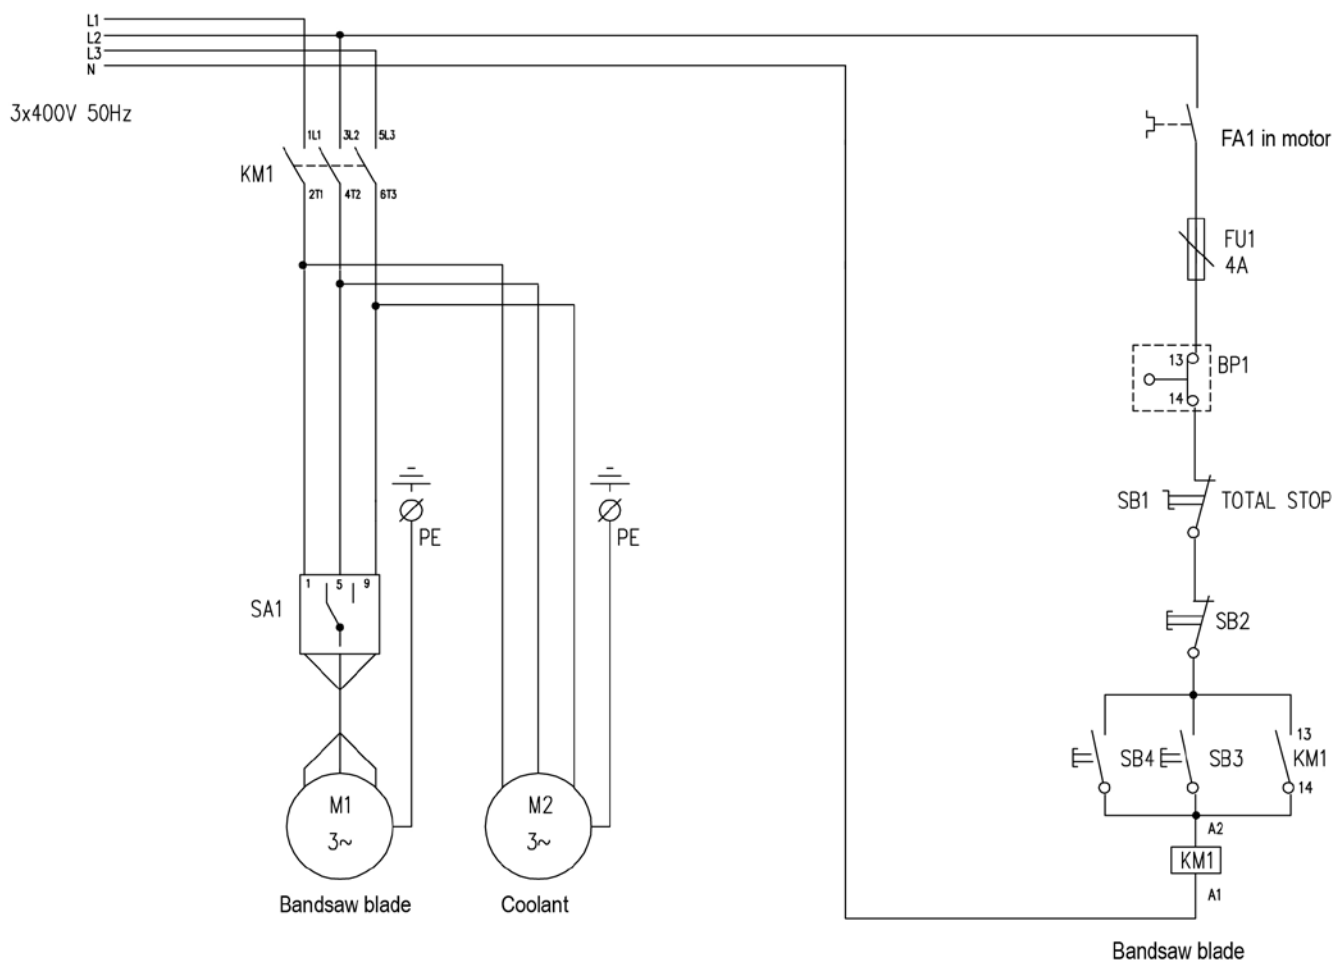 L1
L2
L3
N
3x400V 50Hz
1L1 3L2 5L3
KM1
2T1 4T2 6T3
FA1 in motor
FU1
4A
13
BP1
14
SB1
TOTAL STOP
PE
PE
1 5 9
SA1
SB2
13
SB4
SB3
KM1
14
M1
3~
M2
3~
A2
KM1
A1
Bandsaw blade
Coolant
Bandsaw blade